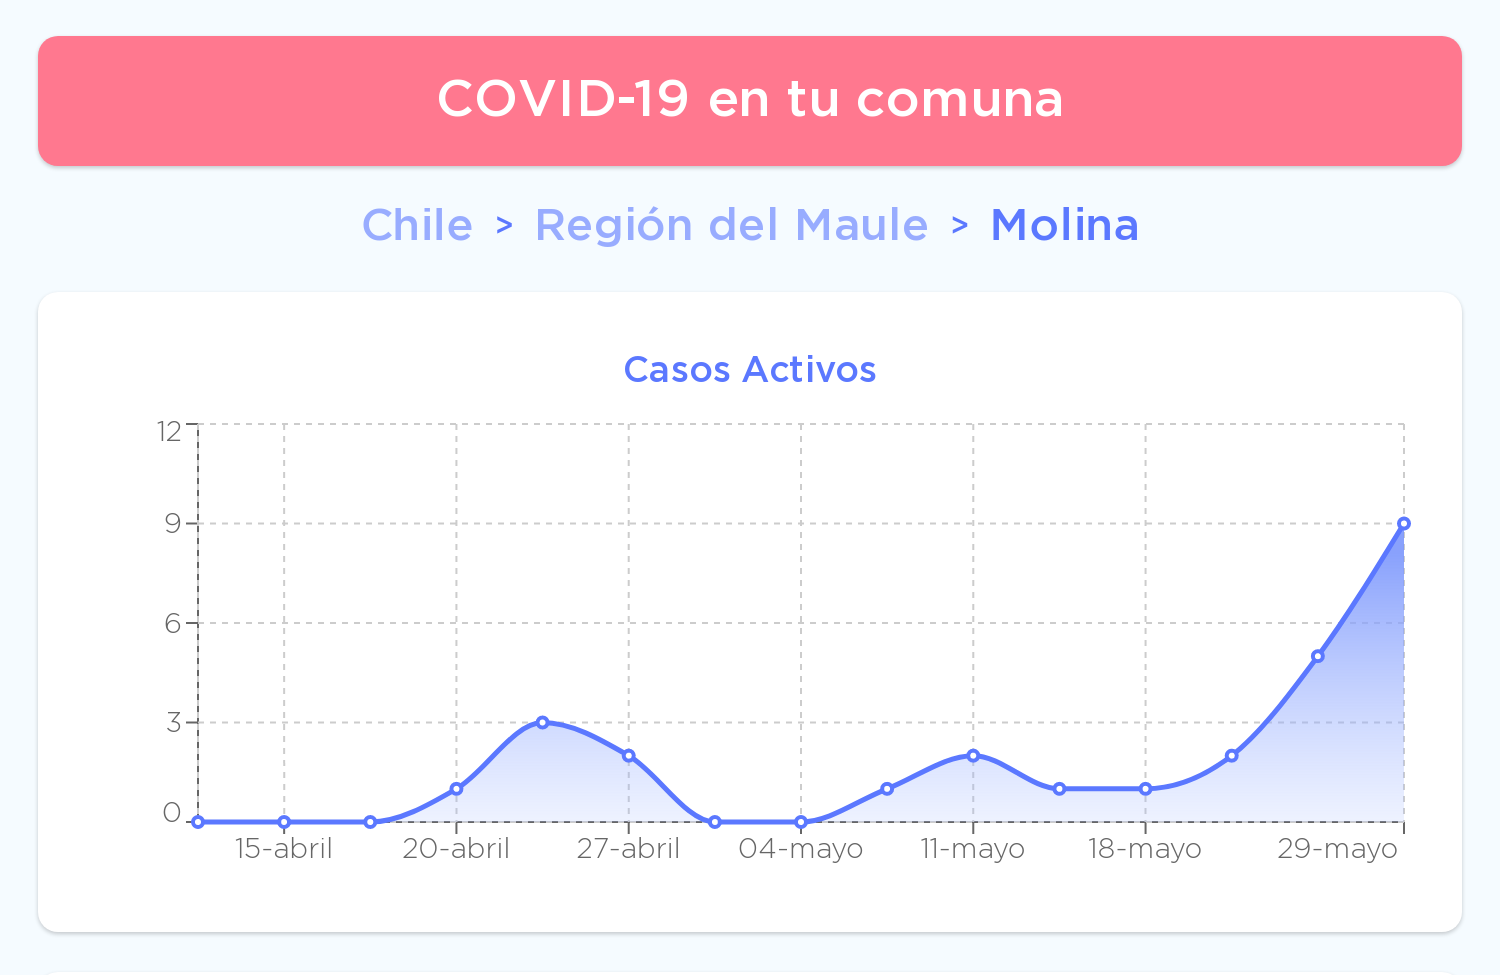 COVID-19 en tu comuna
Chile > Región del Maule > Molina
Casos Activos
12
9
6
3
0
15-abril 20-abril 27-abril 04-mayo 11-mayo 18-mayo 29-mayo